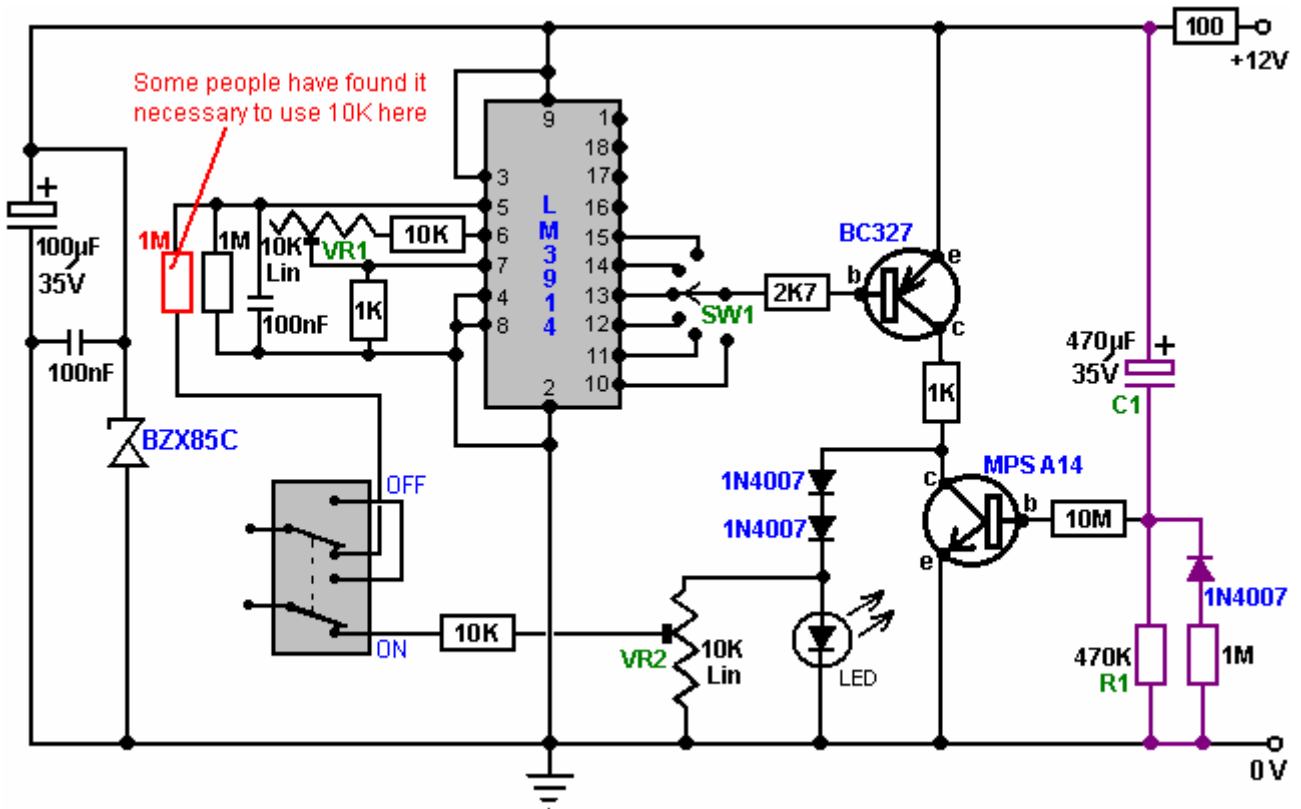 100
+12V
Some people have found it
necessary to use 10K here
9
1
18
17
16
15
14
13
12
11
10
3
5
6
7
4
8
2
L
M
3
9
1
4
+
100µF
35V
1M
1M
10K
Lin
VR1
10K
1K
100nF
100nF
BZX85C
SW1
2K7
BC327
b
e
c
1K
470µF
35V
+
C1
MPSA14
c
b
e
10M
1N4007
1N4007
1N4007
OFF
ON
10K
VR2
10K
Lin
LED
470K
R1
1M
0V